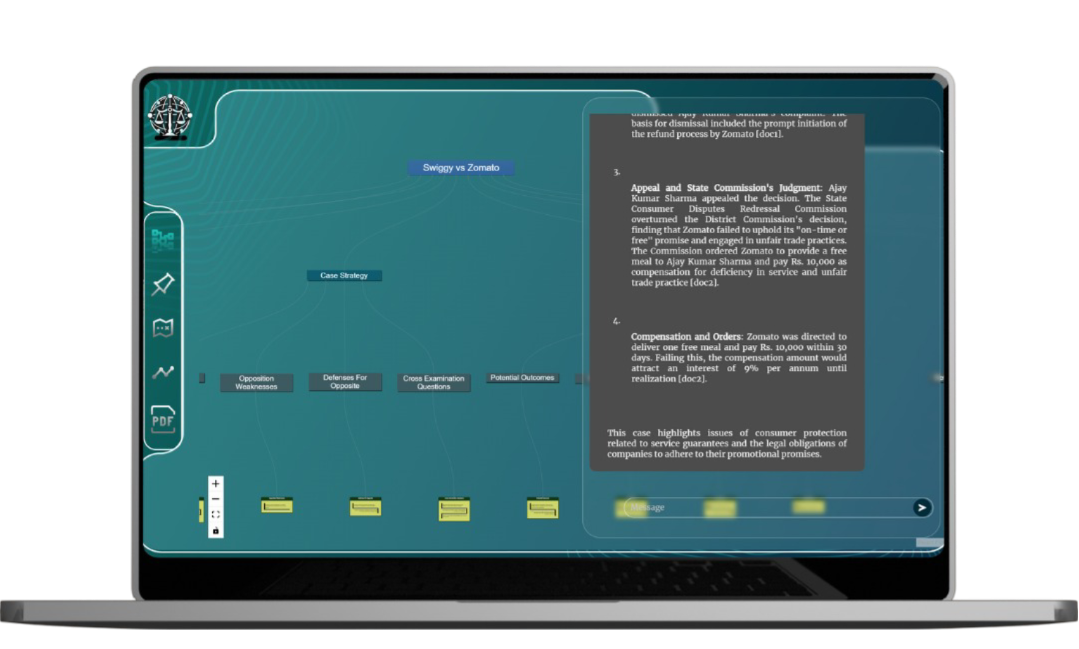 Swiggy vs Zomato
Case Strategy
Opposition
Weaknesses
Defenses For
Opposite
Cross Examination
Questions
Potential Outcomes
PDF
dismissed Ajay Kumar Sharma's complaint. The
basis for dismissal included the prompt initiation of
the refund process by Zomato [doc1].
3.
Appeal and State Commission's Judgment: Ajay
Kumar Sharma appealed the decision. The State
Consumer Disputes Redressal Commission
overturned the District Commission's decision,
finding that Zomato failed to uphold its "on-time or
free" promise and engaged in unfair trade practices.
The Commission ordered Zomato to provide a free
meal to Ajay Kumar Sharma and pay Rs. 10,000 as
compensation for deficiency in service and unfair
trade practice [doc2].
4.
Compensation and Orders: Zomato was directed to
deliver one free meal and pay Rs. 10,000 within 30
days. Failing this, the compensation amount would
attract an interest of 9% per annum until
realization [doc2].
This case highlights issues of consumer protection
related to service guarantees and the legal obligations of
companies to adhere to their promotional promises.
Message